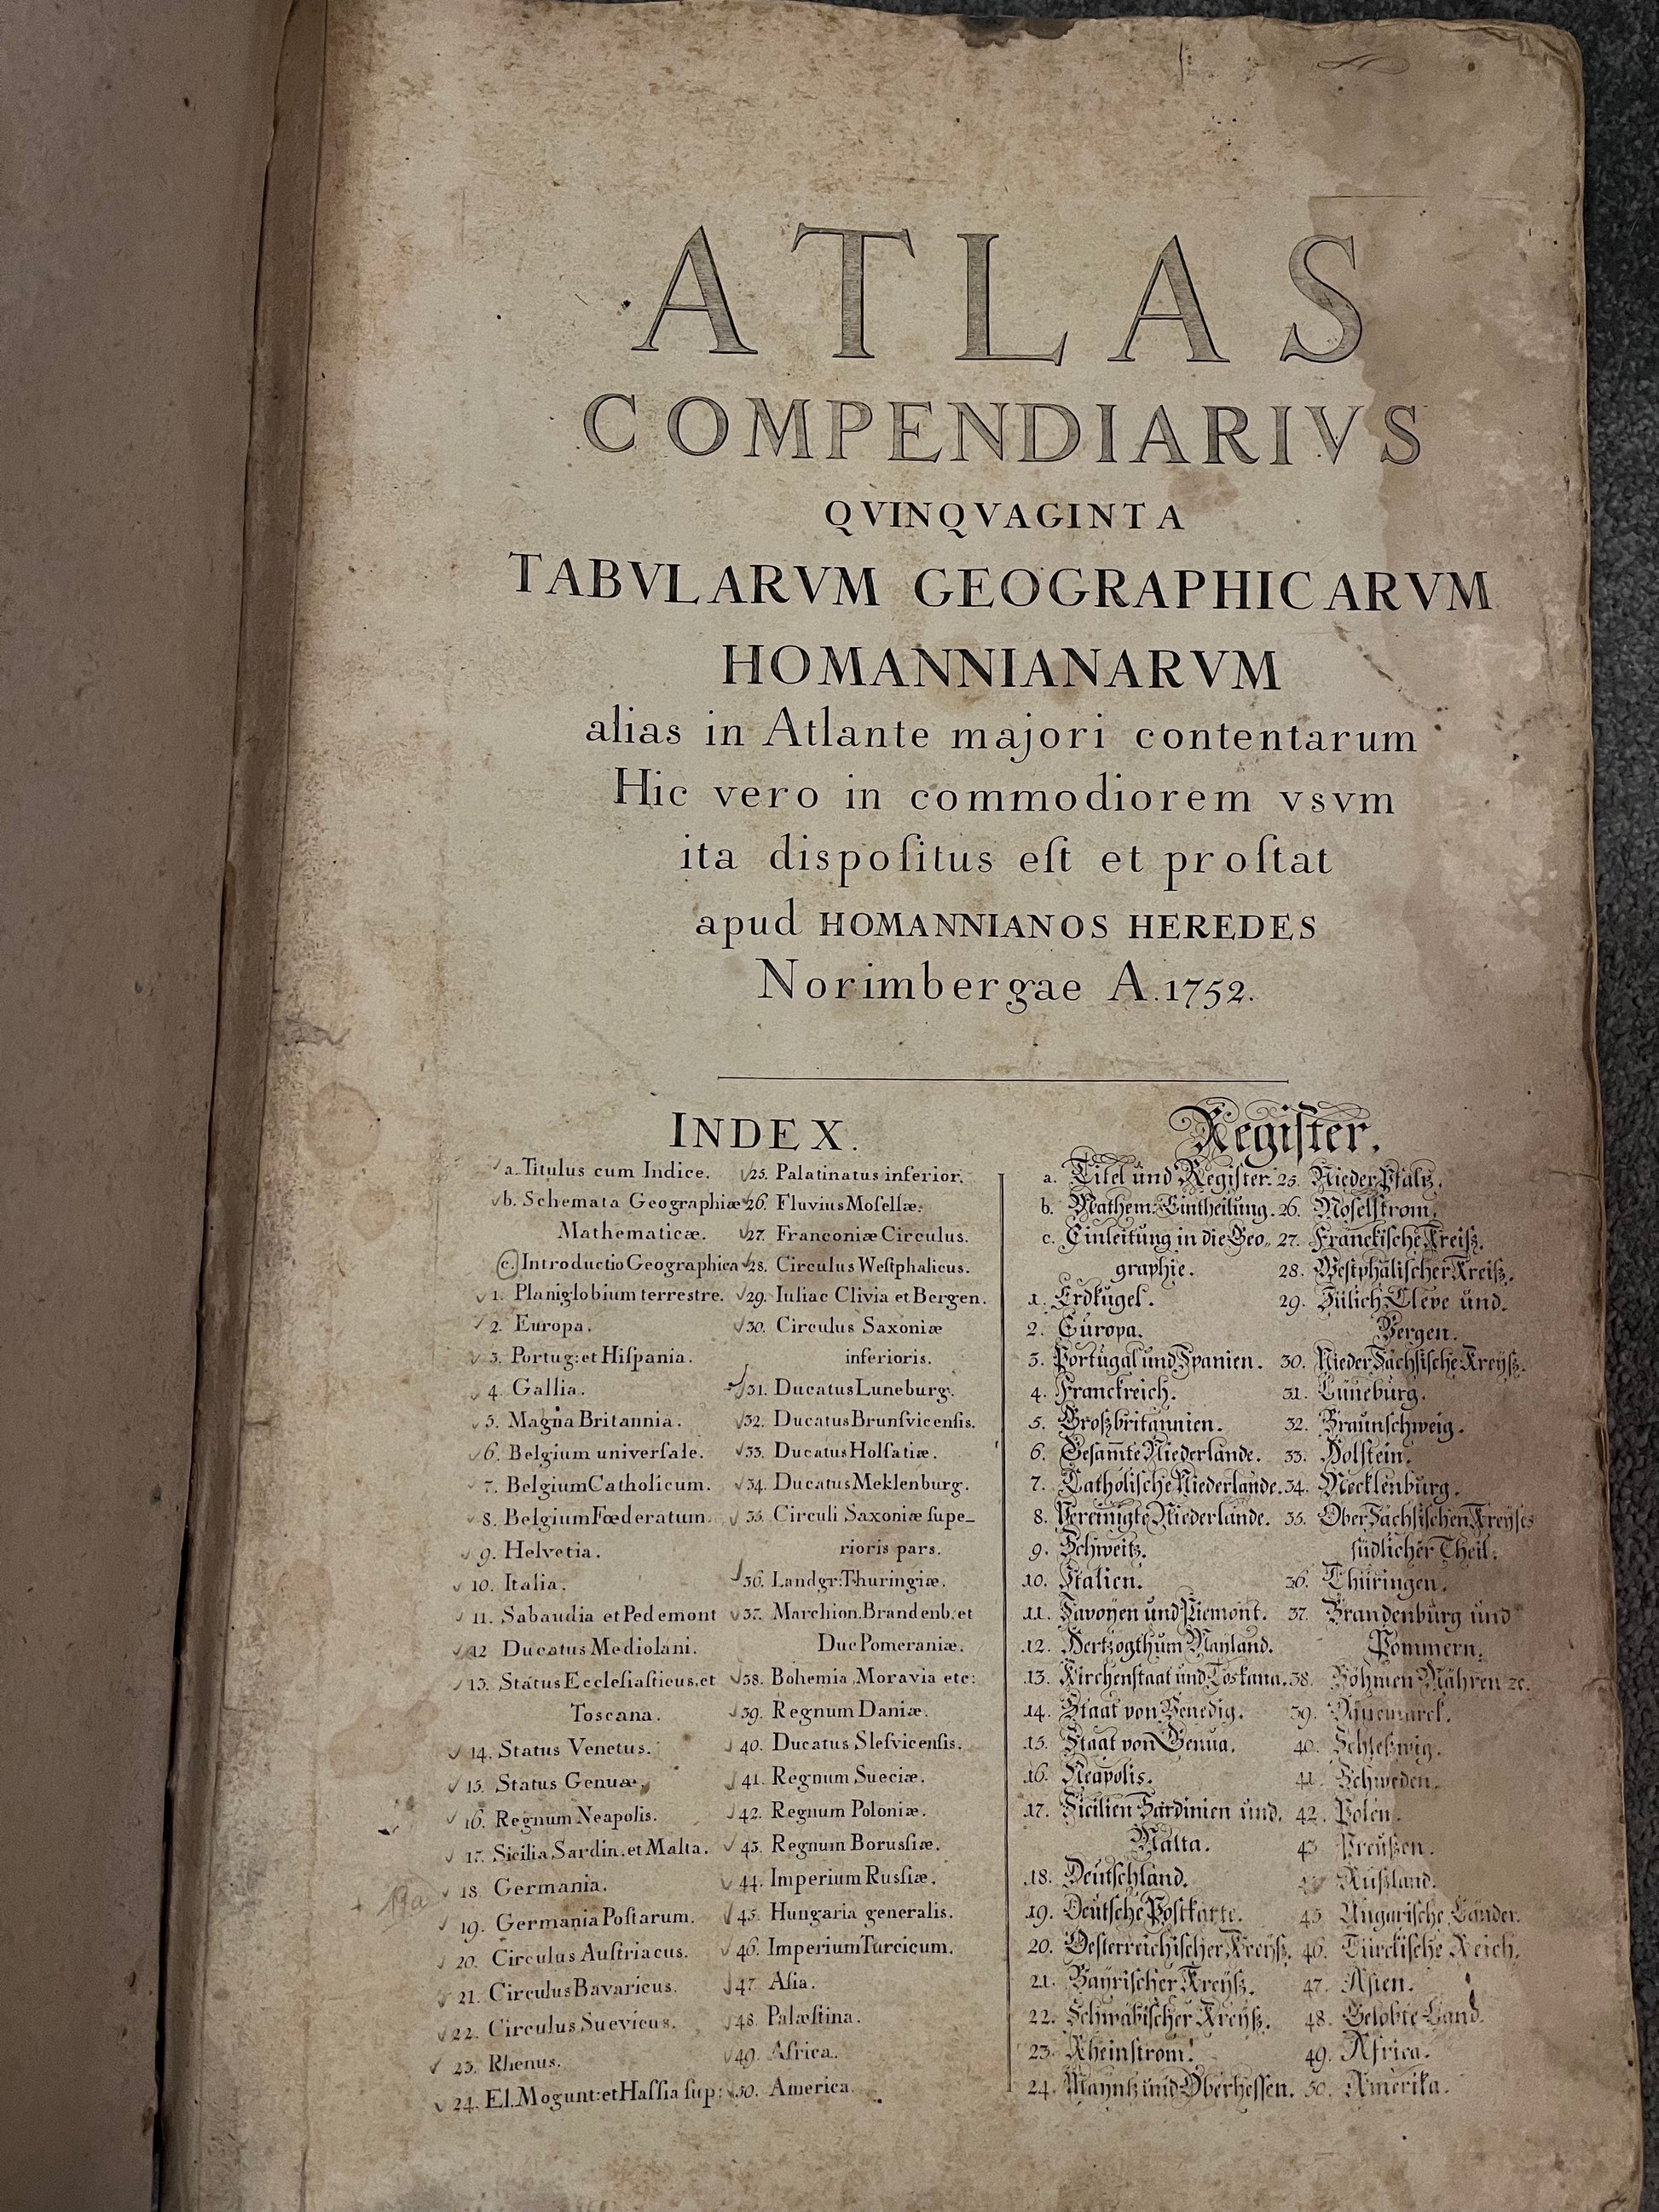 ATLAS
COMPENDIARIVS
QVINQVAGINTA
TABVLARVM GEOGRAPHICARVM
HOMANNIANARVM
alias in Atlante majori contentarum
Hic vero in commodiorem vsvm
ita dispoſitus eſt et proſtat
apud HOMANNIANOS HEREDES
Norimbergae A. 1752.
INDEX.
a. Titulus cum Indice.
b. Schemata Geographiæ
Mathematicæ.
c. Introductio Geographica
1. Planiglobium terrestre.
2. Europa.
3. Portug: et Hiſpania.
4. Gallia.
5. Magna Britannia.
6. Belgium univerſale.
7. Belgium Catholicum.
8. Belgium Fœderatum.
9. Helvetia.
10. Italia.
11. Sabaudia et Pedemont
12 Ducatus Mediolani.
13. Status Eccleſiaſticus, et
Toscana.
14. Status Venetus.
15. Status Genuæ.
16. Regnum Neapolis.
17. Sicilia Sardin. et Malta.
+ 19a
18. Germania.
19. Germania Poſtarum.
20. Circulus Auſtriacus.
21. Circulus Bavaricus.
22. Circulus Suevicus.
23. Rhenus.
24. El. Mogunt: et Haſſia ſup:
25. Palatinatus inferior.
26. Fluvius Moſellæ.
27. Franconiæ Circulus.
28. Circulus Weſtphalicus.
29. Iuliac Clivia et Bergen.
30. Circulus Saxoniæ
inferioris.
31. Ducatus Luneburg.
32. Ducatus Brunſvicenſis.
33. Ducatus Holſatiæ.
34. Ducatus Meklenburg.
35. Circuli Saxoniæ ſupe-
rioris pars.
36. Landgr: Thuringiæ.
37. Marchion. Brandenb. et
Duc Pomeraniæ.
38. Bohemia, Moravia etc:
39. Regnum Daniæ.
40. Ducatus Sleſvicenſis.
41. Regnum Sueciæ.
42. Regnum Poloniæ.
43. Regnum Boruſſiæ.
44. Imperium Ruſſiæ.
45. Hungaria generalis.
46. Imperium Turcicum.
47. Aſia.
48. Palæſtina.
49. Africa.
50. America.
Regiſter.
a. Titel und Regiſter.
b. Mathem: Eintheilung.
c. Einleitung in die Geo„
graphie.
1. Erdkugel.
2. Europa.
3. Portugal und Spanien.
4. Franckreich.
5. Großbritannien.
6. Geſam̄te Niederlande.
7. Catholiſche Niederlande.
8. Vereinigte Niederlande.
9. Schweitz.
10. Italien.
11. Savoyen und Piemont.
12. Hertzogthum Mayland.
13. Kirchenſtaat und Toskana.
14. Staat von Venedig.
15. Staat von Genua.
16. Neapolis.
17. Sicilien Sardinien und
Malta.
18. Deutſchland.
19. Deutſche Poſtkarte.
20. Oeſterreichiſcher Kreyß.
21. Bayriſcher Kreyß.
22. Schwäbiſcher Kreyß.
23. Rheinſtrom.
24. Maynz und Oberheſſen.
25. Nieder Pfaltz.
26. Moſelſtrom.
27. Fränckiſche Kreiß.
28. Weſtphäliſcher Kreiß.
29. Jülich Cleve und
Bergen.
30. Nieder Sächſiſche Kreyß.
31. Lüneburg.
32. Braunſchweig.
33. Holſtein.
34. Mecklenburg.
35. Ober Sächſiſchen Kreyſes
ſüdlicher Theil.
36. Thüringen.
37. Brandenburg und
Pommern.
38. Böhmen Mähren ꝛc.
39. Dänemarck.
40. Schleßwig.
41. Schweden.
42. Polen.
43. Preußen.
Rußland.
45. Ungariſche Länder.
46. Türckiſche Reich.
47. Aſien.
48. Gelobte Land.
49. Africa.
50. Amerika.